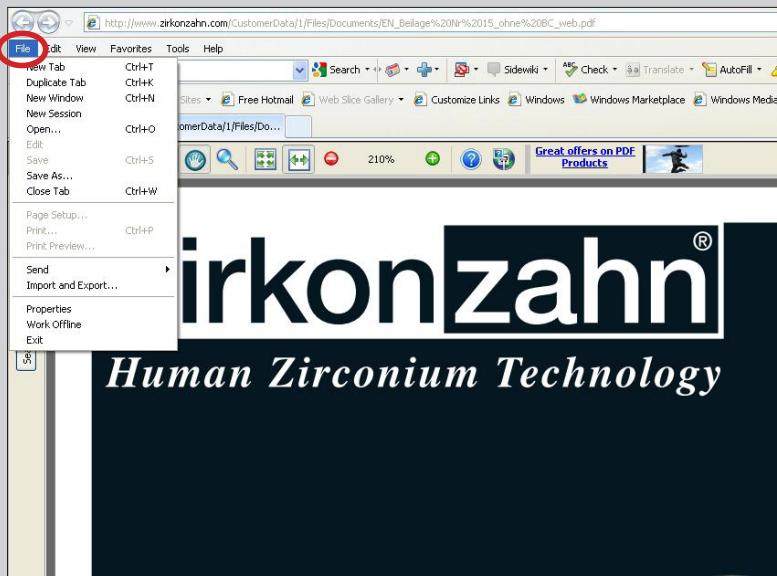 http://www.zirkonzahn.com/CustomerData/1/Files/Documents/EN_Beilage%20Nr%2015_ohne%20BC_web.pdf
File Edit View Favorites Tools Help
New Tab Ctrl+T
Duplicate Tab Ctrl+K
New Window Ctrl+N
New Session
Open... Ctrl+O
Edit
Save Ctrl+S
Save As...
Close Tab Ctrl+W
Page Setup...
Print... Ctrl+P
Print Preview...
Send
Import and Export...
Properties
Work Offline
Exit
Search Sidewiki Check Translate AutoFill
Sites Free Hotmail Web Slice Gallery Customize Links Windows Windows Marketplace Windows Media
omerData/1/Files/Do...
210% Great offers on PDF
Products
irkonzahn®
Human Zirconium Technology